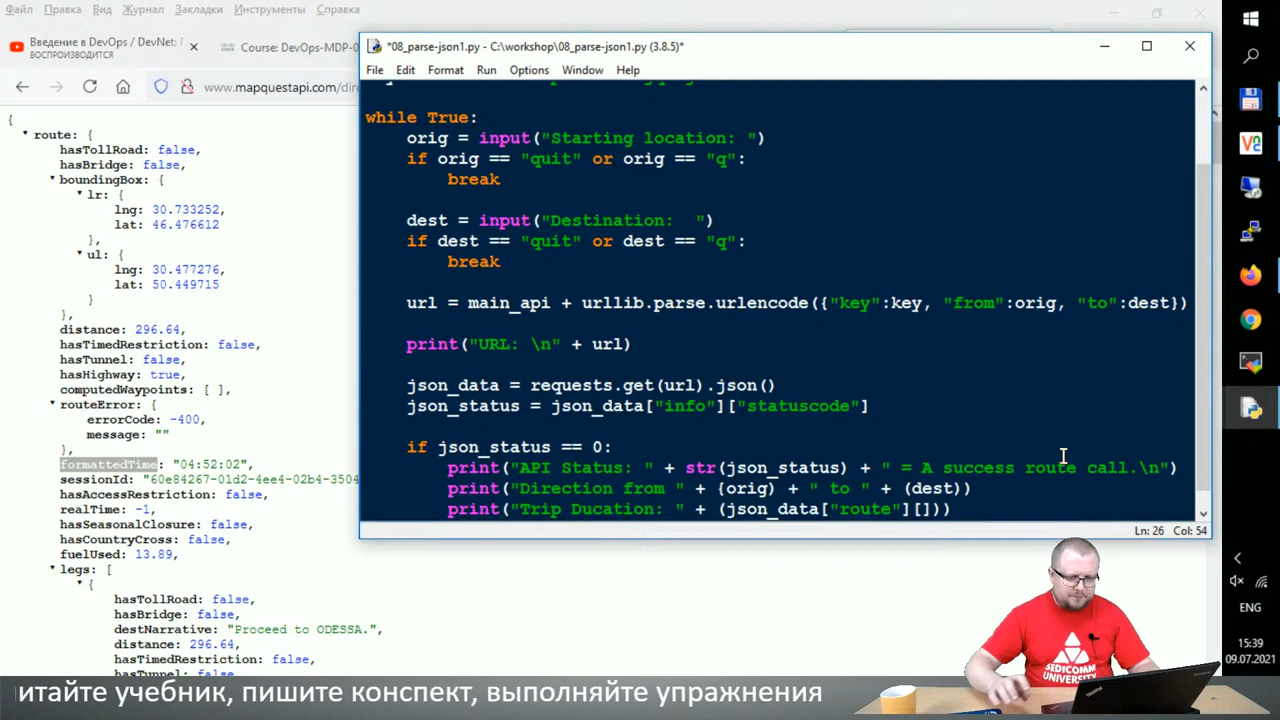 Файл Правка Вид Журнал Закладки Инструменты Справка
Введение в DevOps / DevNet:
ВОСПРОИЗВОДИТСЯ
Course: DevOps-MDP-0
www.mapquestapi.com/dire
{
route: {
hasTollRoad: false,
hasBridge: false,
boundingBox: {
lr: {
lng: 30.733252,
lat: 46.476612
},
ul: {
lng: 30.477276,
lat: 50.449715
}
},
distance: 296.64,
hasTimedRestriction: false,
hasTunnel: false,
hasHighway: true,
computedWaypoints: [ ],
routeError: {
errorCode: -400,
message: ""
},
formattedTime: "04:52:02",
sessionId: "60e84267-01d2-4ee4-02b4-3504
hasAccessRestriction: false,
realTime: -1,
hasSeasonalClosure: false,
hasCountryCross: false,
fuelUsed: 13.89,
legs: [
{
hasTollRoad: false,
hasBridge: false,
destNarrative: "Proceed to ODESSA.",
distance: 296.64,
hasTimedRestriction: false,
hasTunnel: false,
*08_parse-json1.py - C:\workshop\08_parse-json1.py (3.8.5)*
File Edit Format Run Options Window Help
while True:
orig = input("Starting location: ")
if orig == "quit" or orig == "q":
break
dest = input("Destination:  ")
if dest == "quit" or dest == "q":
break
url = main_api + urllib.parse.urlencode({"key":key, "from":orig, "to":dest})
print("URL: \n" + url)
json_data = requests.get(url).json()
json_status = json_data["info"]["statuscode"]
if json_status == 0:
print("API Status: " + str(json_status) + " = A success route call.\n")
print("Direction from " + (orig) + " to " + (dest))
print("Trip Ducation: " + (json_data["route"][]))
Ln: 26 Col: 54
ENG
15:39
09.07.2021
SEDICOMM
UNIVERSITY
ThinkPad
итайте учебник, пишите конспект, выполняйте упражнения